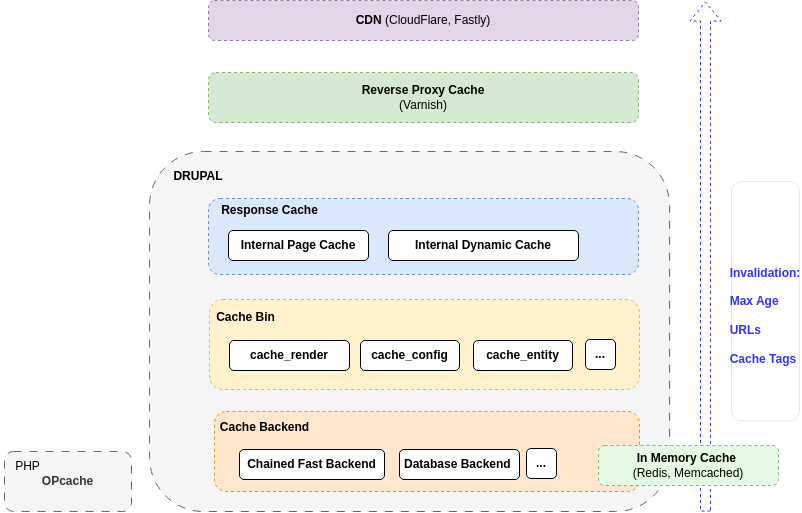 CDN (CloudFlare, Fastly)
Reverse Proxy Cache
(Varnish)
DRUPAL
Response Cache
Internal Page Cache
Internal Dynamic Cache
Cache Bin
cache_render
cache_config
cache_entity
...
Cache Backend
Chained Fast Backend
Database Backend
...
In Memory Cache
(Redis, Memcached)
PHP
OPcache
Invalidation:
Max Age
URLs
Cache Tags